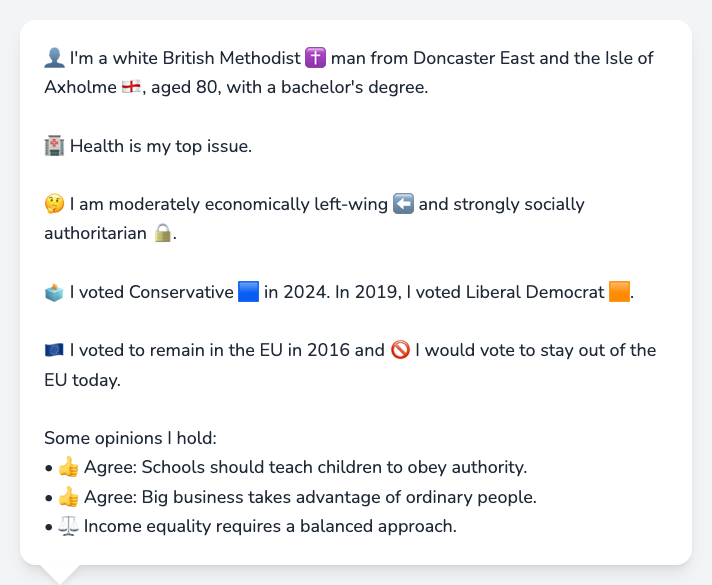 👤 I'm a white British Methodist ✝️ man from Doncaster East and the Isle of
Axholme 🏴󠁧󠁢󠁥󠁮󠁧󠁿, aged 80, with a bachelor's degree.
🏥 Health is my top issue.
🤔 I am moderately economically left-wing ⬅️ and strongly socially
authoritarian 🔒.
🗳️ I voted Conservative 🟦 in 2024. In 2019, I voted Liberal Democrat 🟧.
🇪🇺 I voted to remain in the EU in 2016 and 🚫 I would vote to stay out of the
EU today.
Some opinions I hold:
• 👍 Agree: Schools should teach children to obey authority.
• 👍 Agree: Big business takes advantage of ordinary people.
• ⚖️ Income equality requires a balanced approach.